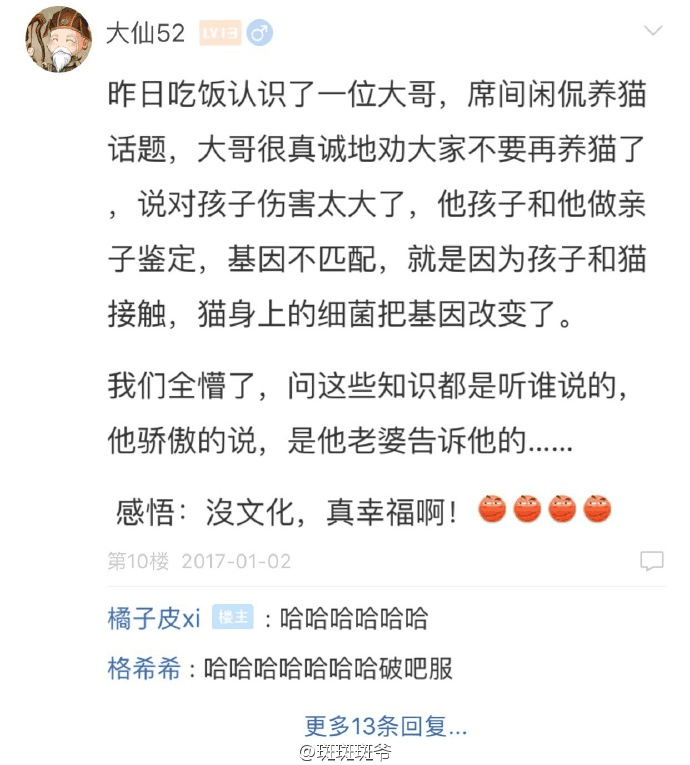 大仙52 LV13
昨日吃饭认识了一位大哥，席间闲侃养猫
话题，大哥很真诚地劝大家不要再养猫了
，说对孩子伤害太大了，他孩子和他做亲
子鉴定，基因不匹配，就是因为孩子和猫
接触，猫身上的细菌把基因改变了。
我们全懵了，问这些知识都是听谁说的，
他骄傲的说，是他老婆告诉他的......
感悟：沒文化，真幸福啊！
第10楼 2017-01-02
橘子皮xi 楼主 : 哈哈哈哈哈哈
格希希 : 哈哈哈哈哈哈哈破吧服
更多13条回复...
@斑斑斑爷